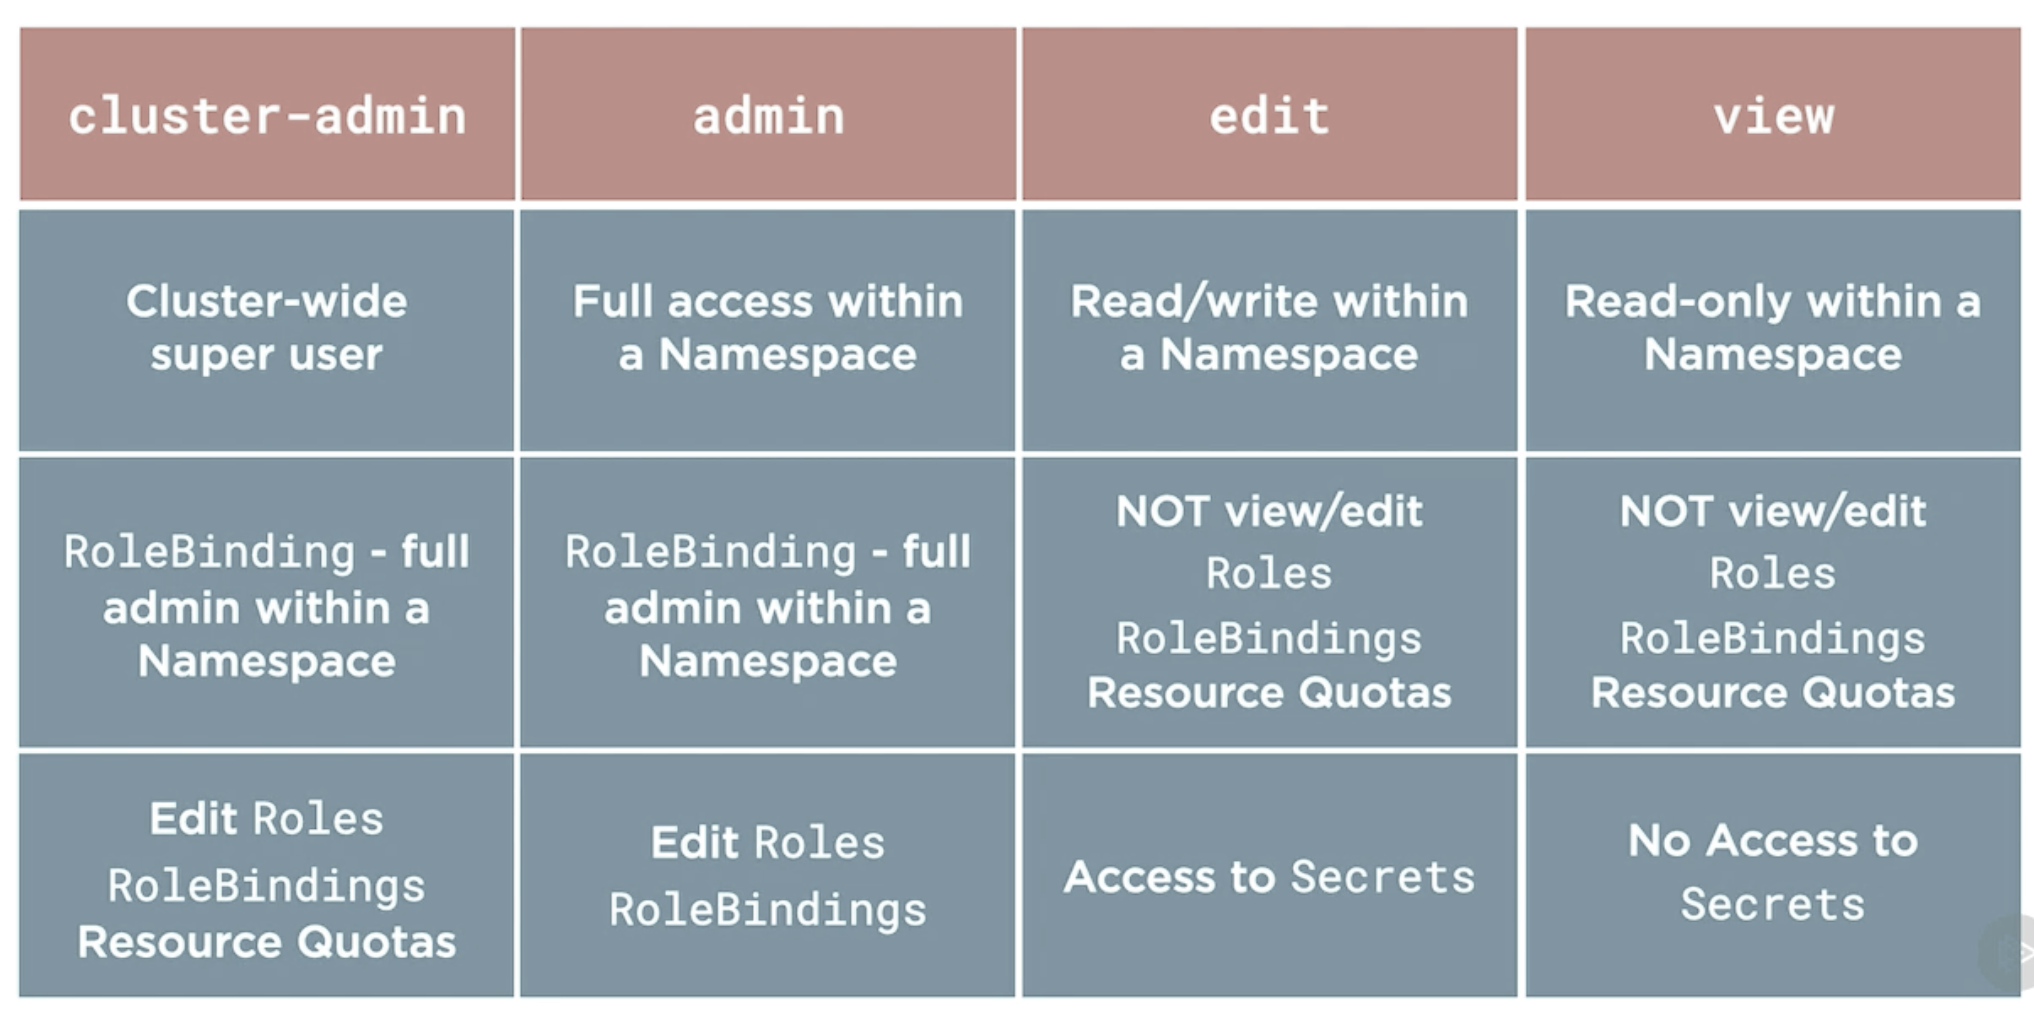 cluster-admin
admin
edit
view
Cluster-wide
super user
Full access within
a Namespace
Read/write within
a Namespace
Read-only within a
Namespace
RoleBinding - full
admin within a
Namespace
RoleBinding - full
admin within a
Namespace
NOT view/edit
Roles
RoleBindings
Resource Quotas
NOT view/edit
Roles
RoleBindings
Resource Quotas
Edit Roles
RoleBindings
Resource Quotas
Edit Roles
RoleBindings
Access to Secrets
No Access to
Secrets